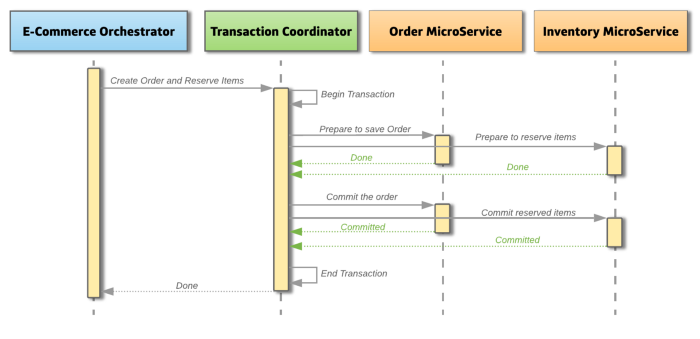 E-Commerce Orchestrator
Transaction Coordinator
Order MicroService
Inventory MicroService
Create Order and Reserve Items
Begin Transaction
Prepare to save Order
Prepare to reserve items
Done
Done
Commit the order
Commit reserved items
Committed
Committed
End Transaction
Done